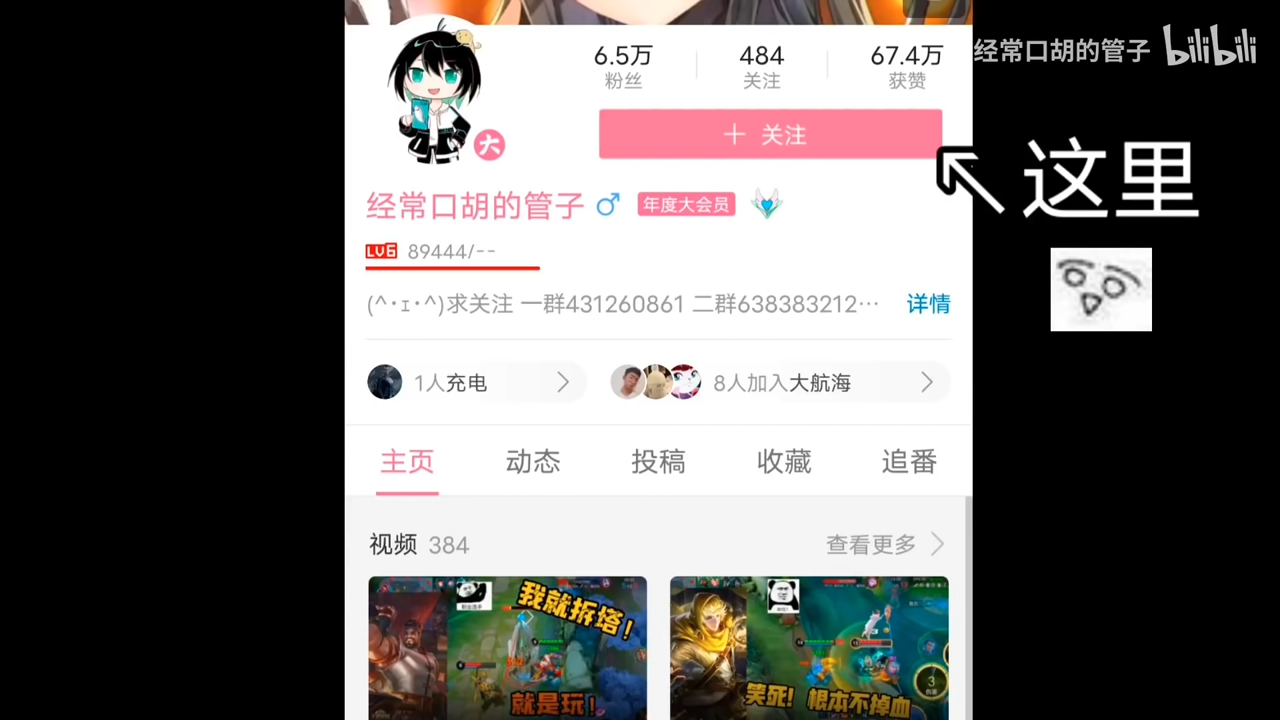 经常口胡的管子 bilibili
6.5万 484 67.4万
粉丝 关注 获赞
+ 关注
这里
大
经常口胡的管子 年度大会员
LV6 89444/--
(^･ｪ･^)求关注 一群431260861 二群638383212… 详情
1人充电 8人加入大航海
主页 动态 投稿 收藏 追番
视频 384 查看更多
我就拆塔!
就是玩!
笑死! 根本不掉血
3